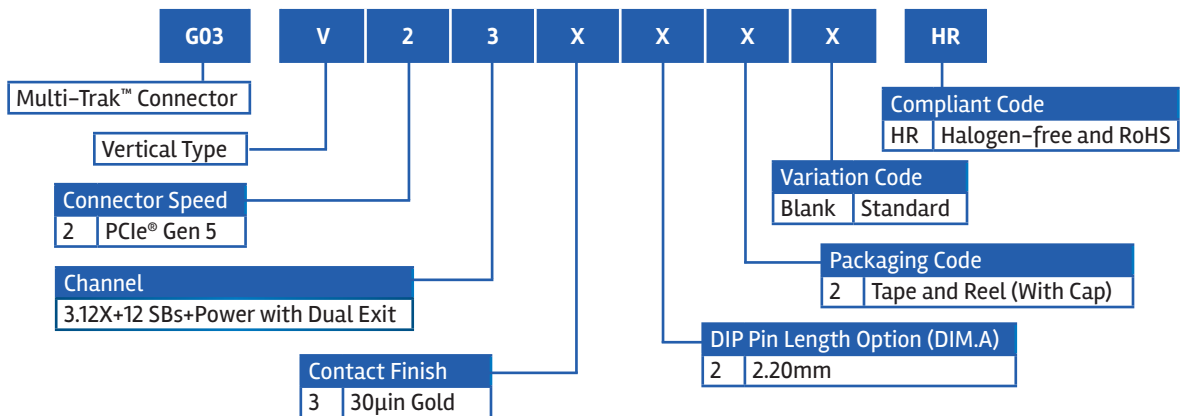 G03 V 2 3 X X X X HR
Multi-Trak™ Connector
Vertical Type
Connector Speed
2 PCIe® Gen 5
Channel
3.12X+12 SBs+Power with Dual Exit
Contact Finish
3 30μin Gold
DIP Pin Length Option (DIM.A)
2 2.20mm
Packaging Code
2 Tape and Reel (With Cap)
Variation Code
Blank Standard
Compliant Code
HR Halogen-free and RoHS